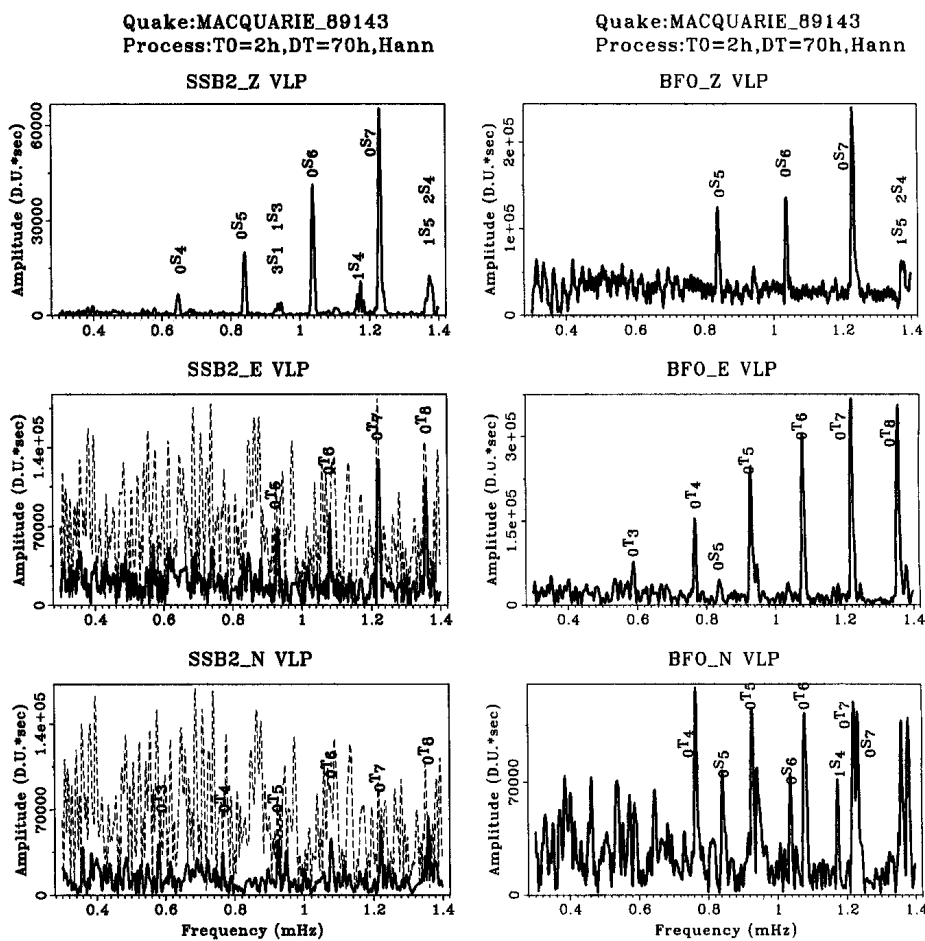 Quake:MACQUARIE_89143
Process:T0=2h,DT=70h,Hann
Quake:MACQUARIE_89143
Process:T0=2h,DT=70h,Hann
SSB2_Z VLP
Amplitude (D.U.*sec)
60000
30000
0
0S4
0S5
3S1 1S3
0S6
1S4
0S7
1S5 2S4
0.4 0.6 0.8 1 1.2 1.4
BFO_Z VLP
Amplitude (D.U.*sec)
2e+05
1e+05
0
0S5
0S6
0S7
1S5 2S4
0.4 0.6 0.8 1 1.2 1.4
SSB2_E VLP
Amplitude (D.U.*sec)
1.4e+05
70000
0
0T5
0T6
0T7
0T8
0.4 0.6 0.8 1 1.2 1.4
BFO_E VLP
Amplitude (D.U.*sec)
3e+05
1.5e+05
0
0T3
0T4
0S5
0T5
0T6
0T7
0T8
0.4 0.6 0.8 1 1.2 1.4
SSB2_N VLP
Amplitude (D.U.*sec)
1.4e+05
70000
0
0T3
0T4
0T5
0T6
0T7
0T8
0.4 0.6 0.8 1 1.2 1.4
Frequency (mHz)
BFO_N VLP
Amplitude (D.U.*sec)
70000
0
0T4
0S5
0T5
0S6
0T6
1S4
0T7
0S7
0.4 0.6 0.8 1 1.2 1.4
Frequency (mHz)